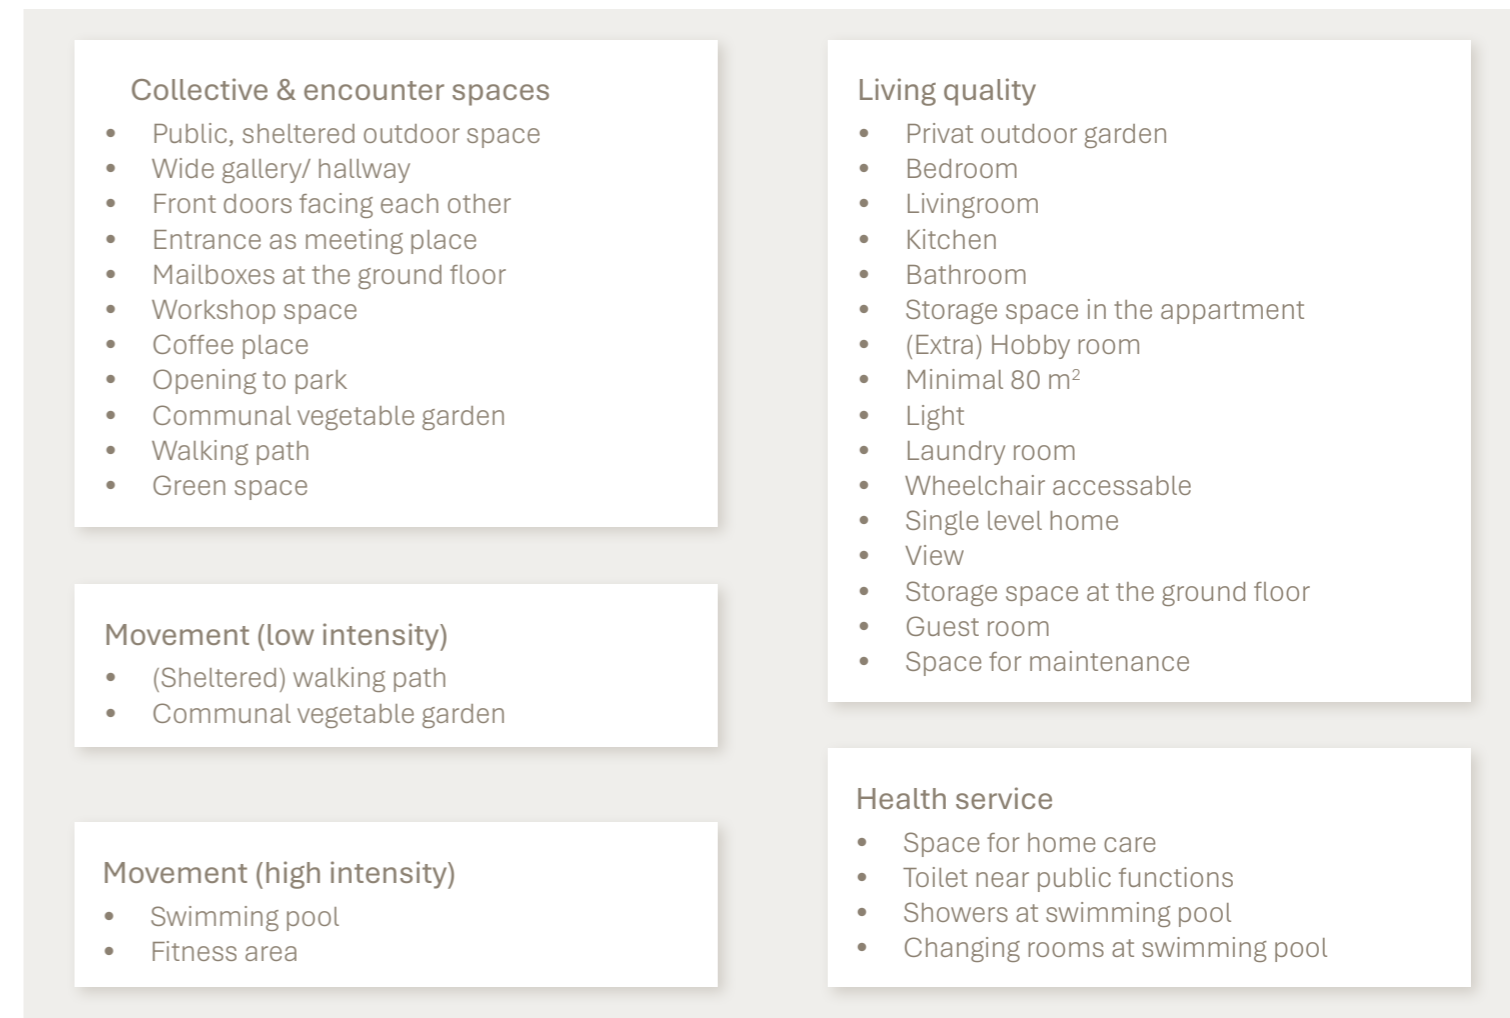 Collective & encounter spaces
• Public, sheltered outdoor space
• Wide gallery/ hallway
• Front doors facing each other
• Entrance as meeting place
• Mailboxes at the ground floor
• Workshop space
• Coffee place
• Opening to park
• Communal vegetable garden
• Walking path
• Green space
Movement (low intensity)
• (Sheltered) walking path
• Communal vegetable garden
Movement (high intensity)
• Swimming pool
• Fitness area
Living quality
• Privat outdoor garden
• Bedroom
• Livingroom
• Kitchen
• Bathroom
• Storage space in the appartment
• (Extra) Hobby room
• Minimal 80 m²
• Light
• Laundry room
• Wheelchair accessable
• Single level home
• View
• Storage space at the ground floor
• Guest room
• Space for maintenance
Health service
• Space for home care
• Toilet near public functions
• Showers at swimming pool
• Changing rooms at swimming pool